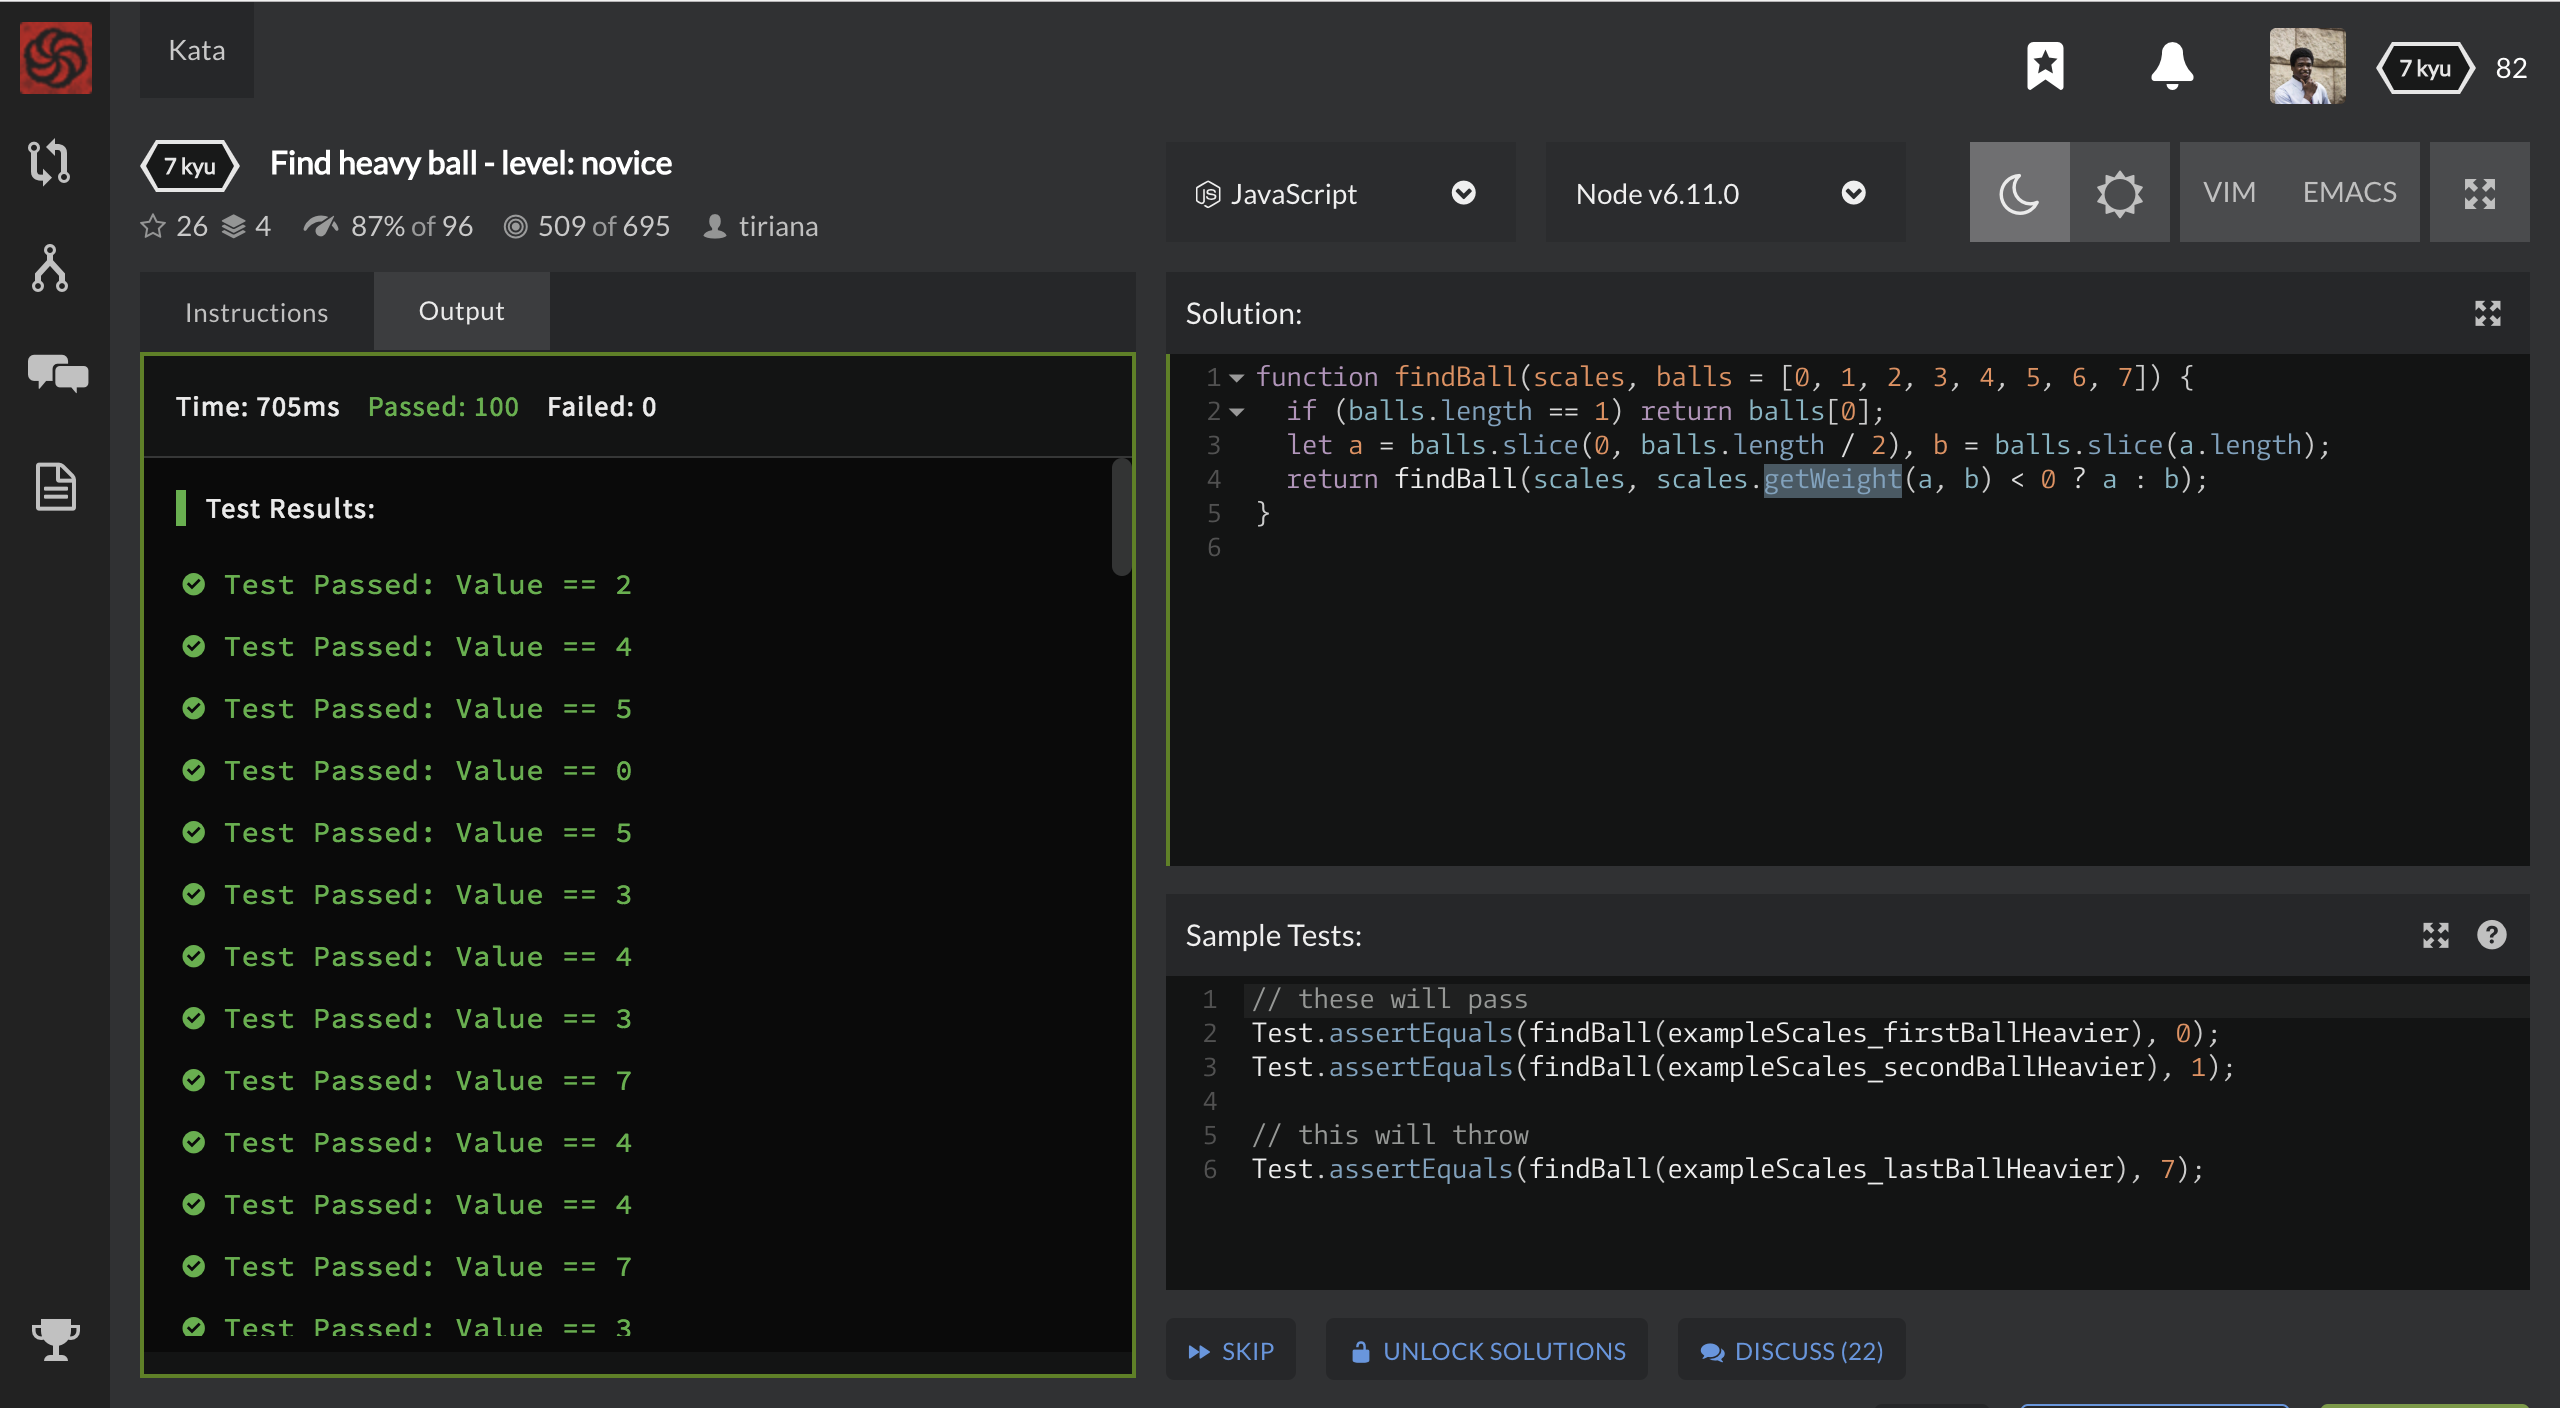 Kata
7 kyu
82
7 kyu
Find heavy ball - level: novice
26 4 87% of 96 509 of 695 tiriana
JS JavaScript
Node v6.11.0
VIM
EMACS
Instructions
Output
Time: 705ms Passed: 100 Failed: 0
Test Results:
Test Passed: Value == 2
Test Passed: Value == 4
Test Passed: Value == 5
Test Passed: Value == 0
Test Passed: Value == 5
Test Passed: Value == 3
Test Passed: Value == 4
Test Passed: Value == 3
Test Passed: Value == 7
Test Passed: Value == 4
Test Passed: Value == 4
Test Passed: Value == 7
Test Passed: Value == 3
Solution:
1 function findBall(scales, balls = [0, 1, 2, 3, 4, 5, 6, 7]) {
2 if (balls.length == 1) return balls[0];
3 let a = balls.slice(0, balls.length / 2), b = balls.slice(a.length);
4 return findBall(scales, scales.getWeight(a, b) < 0 ? a : b);
5 }
6
Sample Tests:
?
1 // these will pass
2 Test.assertEquals(findBall(exampleScales_firstBallHeavier), 0);
3 Test.assertEquals(findBall(exampleScales_secondBallHeavier), 1);
4
5 // this will throw
6 Test.assertEquals(findBall(exampleScales_lastBallHeavier), 7);
SKIP
UNLOCK SOLUTIONS
DISCUSS (22)